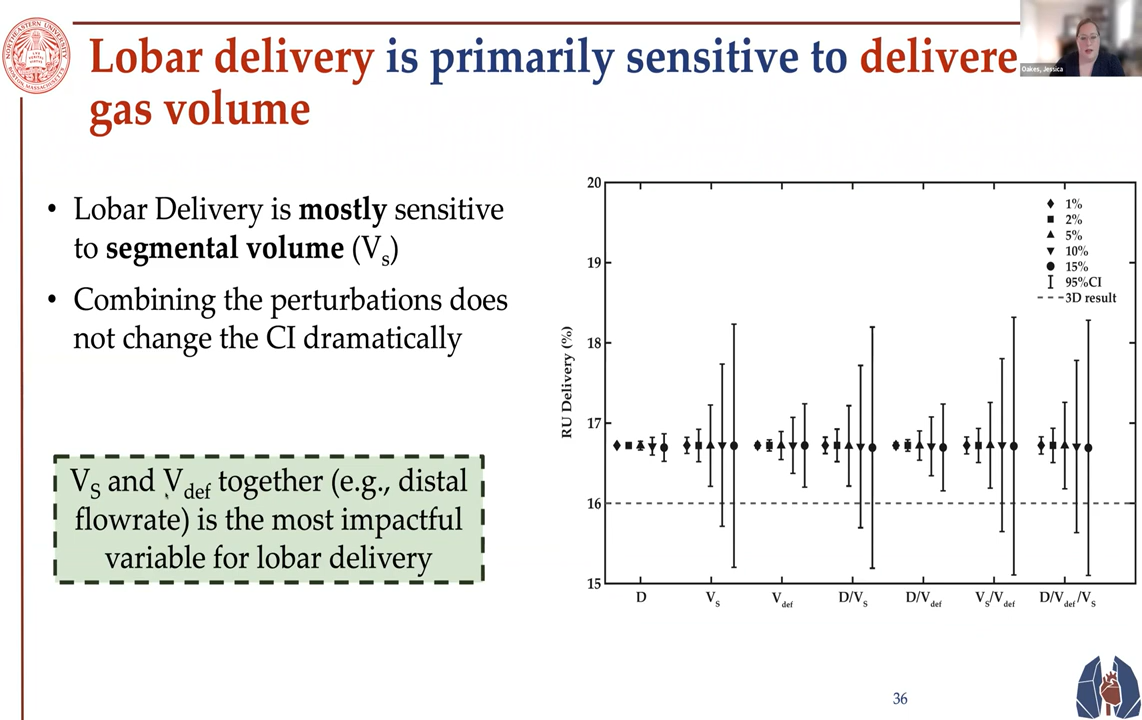 Lobar delivery is primarily sensitive to delivere
gas volume
Oakes, Jessica
• Lobar Delivery is mostly sensitive
to segmental volume (Vs)
• Combining the perturbations does
not change the CI dramatically
VS and Vdef together (e.g., distal
flowrate) is the most impactful
variable for lobar delivery
RU Delivery (%)
20
19
18
17
16
15
1%
2%
5%
10%
15%
95%CI
3D result
D VS Vdef D/VS D/Vdef VS/Vdef D/Vdef/VS
36